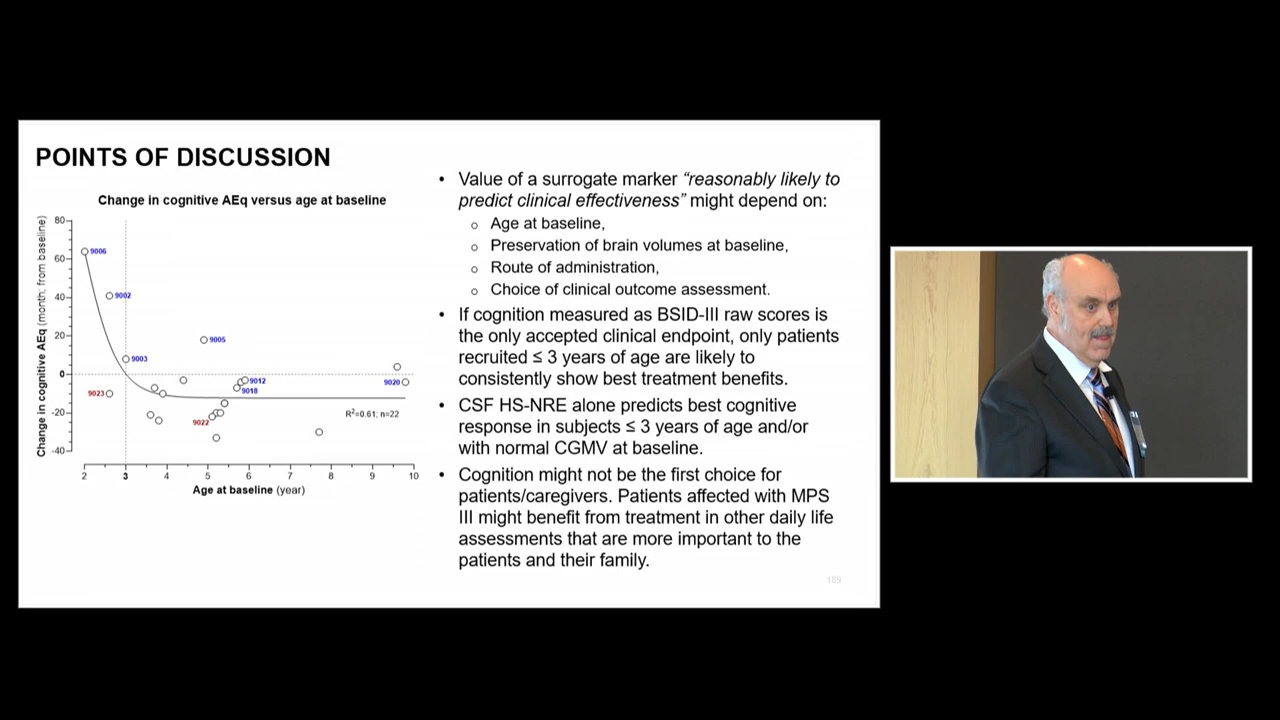 POINTS OF DISCUSSION
Change in cognitive AEq versus age at baseline
Change in cognitive AEq (month; from baseline)
80
60
40
20
0
-20
-40
9006
9002
9003
9005
9012
9018
9020
9023
9022
R²=0.61; n=22
2
3
4
5
6
7
8
9
10
Age at baseline (year)
• Value of a surrogate marker “reasonably likely to
predict clinical effectiveness” might depend on:
o Age at baseline,
o Preservation of brain volumes at baseline,
o Route of administration,
o Choice of clinical outcome assessment.
• If cognition measured as BSID-III raw scores is
the only accepted clinical endpoint, only patients
recruited ≤ 3 years of age are likely to
consistently show best treatment benefits.
• CSF HS-NRE alone predicts best cognitive
response in subjects ≤ 3 years of age and/or
with normal CGMV at baseline.
• Cognition might not be the first choice for
patients/caregivers. Patients affected with MPS
III might benefit from treatment in other daily life
assessments that are more important to the
patients and their family.
189